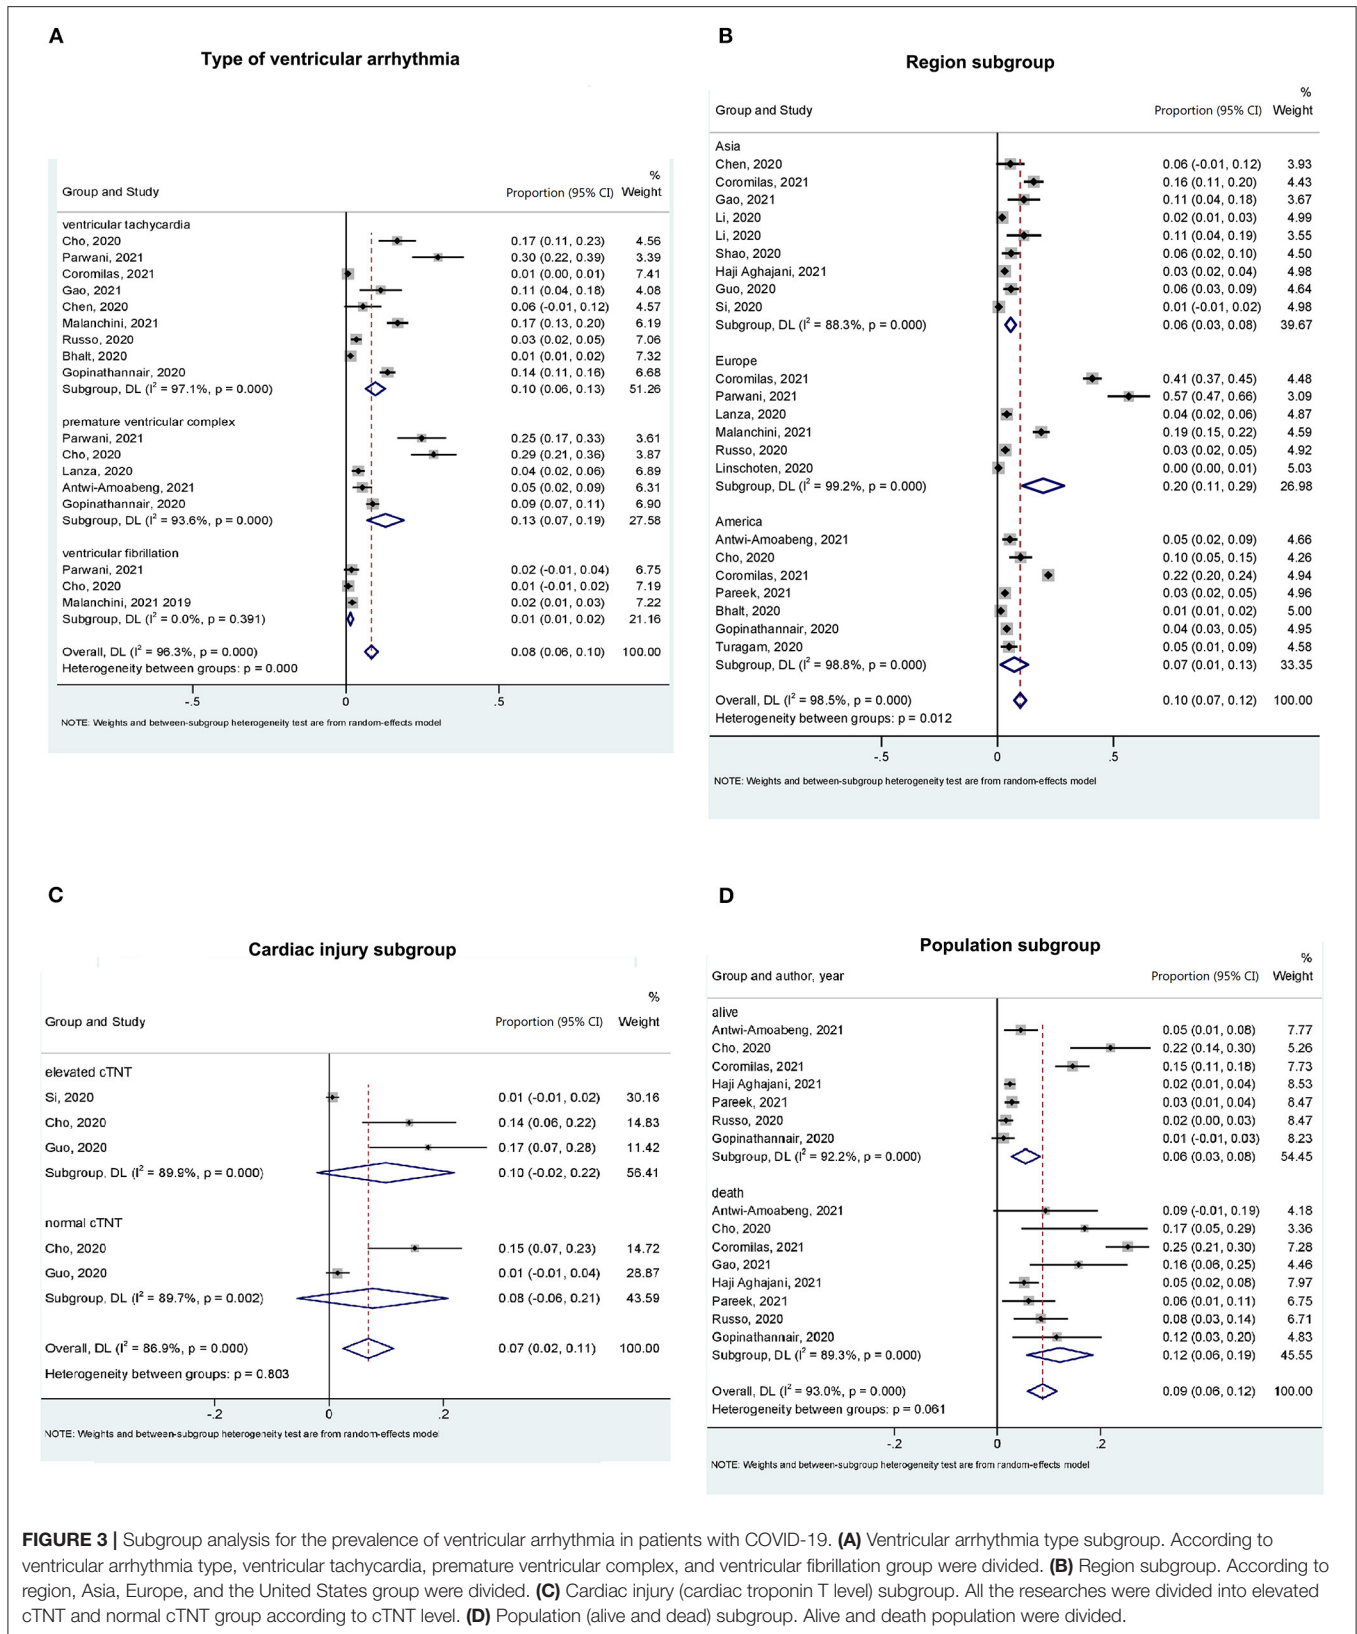 A
Type of ventricular arrhythmia
%
Group and Study Proportion (95% CI) Weight
ventricular tachycardia
Cho, 2020 0.17 (0.11, 0.23) 4.56
Parwani, 2021 0.30 (0.22, 0.39) 3.39
Coromilas, 2021 0.01 (0.00, 0.01) 7.41
Gao, 2021 0.11 (0.04, 0.18) 4.08
Chen, 2020 0.06 (-0.01, 0.12) 4.57
Malanchini, 2021 0.17 (0.13, 0.20) 6.19
Russo, 2020 0.03 (0.02, 0.05) 7.06
Bhalt, 2020 0.01 (0.01, 0.02) 7.32
Gopinathannair, 2020 0.14 (0.11, 0.16) 6.68
Subgroup, DL (I² = 97.1%, p = 0.000) 0.10 (0.06, 0.13) 51.26
premature ventricular complex
Parwani, 2021 0.25 (0.17, 0.33) 3.61
Cho, 2020 0.29 (0.21, 0.36) 3.87
Lanza, 2020 0.04 (0.02, 0.06) 6.89
Antwi-Amoabeng, 2021 0.05 (0.02, 0.09) 6.31
Gopinathannair, 2020 0.09 (0.07, 0.11) 6.90
Subgroup, DL (I² = 93.6%, p = 0.000) 0.13 (0.07, 0.19) 27.58
ventricular fibrillation
Parwani, 2021 0.02 (-0.01, 0.04) 6.75
Cho, 2020 0.01 (-0.01, 0.02) 7.19
Malanchini, 2021 2019 0.02 (0.01, 0.03) 7.22
Subgroup, DL (I² = 0.0%, p = 0.391) 0.01 (0.01, 0.02) 21.16
Overall, DL (I² = 96.3%, p = 0.000) 0.08 (0.06, 0.10) 100.00
Heterogeneity between groups: p = 0.000
-.5 0 .5
NOTE: Weights and between-subgroup heterogeneity test are from random-effects model
B
Region subgroup
%
Group and Study Proportion (95% CI) Weight
Asia
Chen, 2020 0.06 (-0.01, 0.12) 3.93
Coromilas, 2021 0.16 (0.11, 0.20) 4.43
Gao, 2021 0.11 (0.04, 0.18) 3.67
Li, 2020 0.02 (0.01, 0.03) 4.99
Li, 2020 0.11 (0.04, 0.19) 3.55
Shao, 2020 0.06 (0.02, 0.10) 4.50
Haji Aghajani, 2021 0.03 (0.02, 0.04) 4.98
Guo, 2020 0.06 (0.03, 0.09) 4.64
Si, 2020 0.01 (-0.01, 0.02) 4.98
Subgroup, DL (I² = 88.3%, p = 0.000) 0.06 (0.03, 0.08) 39.67
Europe
Coromilas, 2021 0.41 (0.37, 0.45) 4.48
Parwani, 2021 0.57 (0.47, 0.66) 3.09
Lanza, 2020 0.04 (0.02, 0.06) 4.87
Malanchini, 2021 0.19 (0.15, 0.22) 4.59
Russo, 2020 0.03 (0.02, 0.05) 4.92
Linschoten, 2020 0.00 (0.00, 0.01) 5.03
Subgroup, DL (I² = 99.2%, p = 0.000) 0.20 (0.11, 0.29) 26.98
America
Antwi-Amoabeng, 2021 0.05 (0.02, 0.09) 4.66
Cho, 2020 0.10 (0.05, 0.15) 4.26
Coromilas, 2021 0.22 (0.20, 0.24) 4.94
Pareek, 2021 0.03 (0.02, 0.05) 4.96
Bhalt, 2020 0.01 (0.01, 0.02) 5.00
Gopinathannair, 2020 0.04 (0.03, 0.05) 4.95
Turagam, 2020 0.05 (0.01, 0.09) 4.58
Subgroup, DL (I² = 98.8%, p = 0.000) 0.07 (0.01, 0.13) 33.35
Overall, DL (I² = 98.5%, p = 0.000) 0.10 (0.07, 0.12) 100.00
Heterogeneity between groups: p = 0.012
-.5 0 .5
NOTE: Weights and between-subgroup heterogeneity test are from random-effects model
C
Cardiac injury subgroup
%
Group and Study Proportion (95% CI) Weight
elevated cTNT
Si, 2020 0.01 (-0.01, 0.02) 30.16
Cho, 2020 0.14 (0.06, 0.22) 14.83
Guo, 2020 0.17 (0.07, 0.28) 11.42
Subgroup, DL (I² = 89.9%, p = 0.000) 0.10 (-0.02, 0.22) 56.41
normal cTNT
Cho, 2020 0.15 (0.07, 0.23) 14.72
Guo, 2020 0.01 (-0.01, 0.04) 28.87
Subgroup, DL (I² = 89.7%, p = 0.002) 0.08 (-0.06, 0.21) 43.59
Overall, DL (I² = 86.9%, p = 0.000) 0.07 (0.02, 0.11) 100.00
Heterogeneity between groups: p = 0.803
-.2 0 .2
NOTE: Weights and between-subgroup heterogeneity test are from random-effects model
D
Population subgroup
%
Group and author, year Proportion (95% CI) Weight
alive
Antwi-Amoabeng, 2021 0.05 (0.01, 0.08) 7.77
Cho, 2020 0.22 (0.14, 0.30) 5.26
Coromilas, 2021 0.15 (0.11, 0.18) 7.73
Haji Aghajani, 2021 0.02 (0.01, 0.04) 8.53
Pareek, 2021 0.03 (0.01, 0.04) 8.47
Russo, 2020 0.02 (0.00, 0.03) 8.47
Gopinathannair, 2020 0.01 (-0.01, 0.03) 8.23
Subgroup, DL (I² = 92.2%, p = 0.000) 0.06 (0.03, 0.08) 54.45
death
Antwi-Amoabeng, 2021 0.09 (-0.01, 0.19) 4.18
Cho, 2020 0.17 (0.05, 0.29) 3.36
Coromilas, 2021 0.25 (0.21, 0.30) 7.28
Gao, 2021 0.16 (0.06, 0.25) 4.46
Haji Aghajani, 2021 0.05 (0.02, 0.08) 7.97
Pareek, 2021 0.06 (0.01, 0.11) 6.75
Russo, 2020 0.08 (0.03, 0.14) 6.71
Gopinathannair, 2020 0.12 (0.03, 0.20) 4.83
Subgroup, DL (I² = 89.3%, p = 0.000) 0.12 (0.06, 0.19) 45.55
Overall, DL (I² = 93.0%, p = 0.000) 0.09 (0.06, 0.12) 100.00
Heterogeneity between groups: p = 0.061
-.2 0 .2
NOTE: Weights and between-subgroup heterogeneity test are from random-effects model
FIGURE 3 | Subgroup analysis for the prevalence of ventricular arrhythmia in patients with COVID-19. (A) Ventricular arrhythmia type subgroup. According to
ventricular arrhythmia type, ventricular tachycardia, premature ventricular complex, and ventricular fibrillation group were divided. (B) Region subgroup. According to
region, Asia, Europe, and the United States group were divided. (C) Cardiac injury (cardiac troponin T level) subgroup. All the researches were divided into elevated
cTNT and normal cTNT group according to cTNT level. (D) Population (alive and dead) subgroup. Alive and death population were divided.